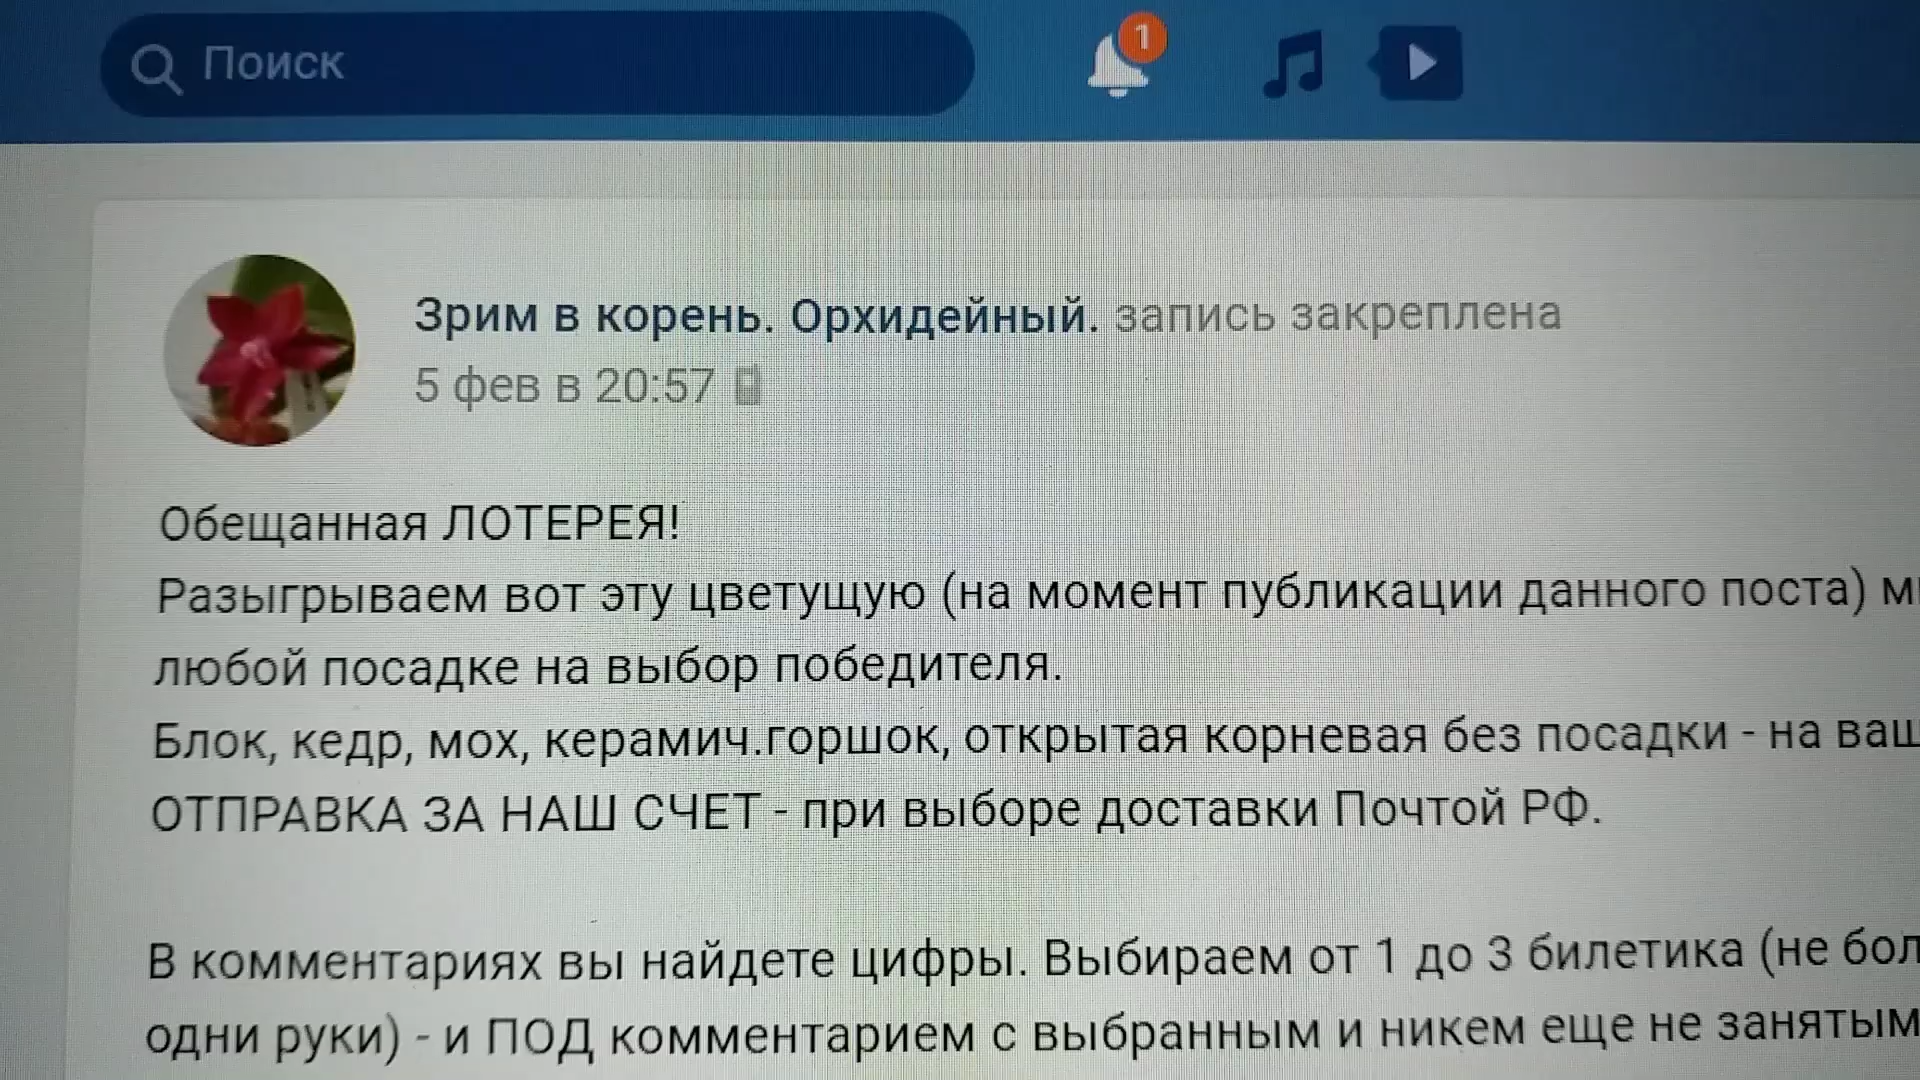 Поиск
1
Зрим в корень. Орхидейный. запись закреплена
5 фев в 20:57
Обещанная ЛОТЕРЕЯ!
Разыгрываем вот эту цветущую (на момент публикации данного поста)
любой посадке на выбор победителя.
Блок, кедр, мох, керамич.горшок, открытая корневая без посадки - на ваш
ОТПРАВКА ЗА НАШ СЧЕТ - при выборе доставки Почтой РФ.
В комментариях вы найдете цифры. Выбираем от 1 до 3 билетика (не бол
одни руки) - и ПОД комментарием с выбранным и никем еще не занятым